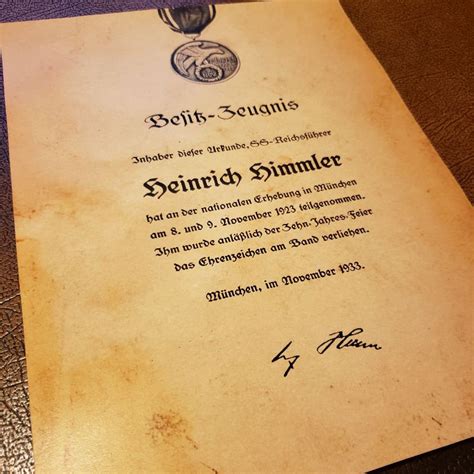 Besitz-Zeugnis
Inhaber dieser Urkunde, SS-Reichsführer
Heinrich Himmler
hat an der nationalen Erhebung in München
am 8. und 9. November 1923 teilgenommen.
Ihm wurde anläßlich der Zehn-Jahres-Feier
das Ehrenzeichen am Band verliehen.
München, im November 1933.